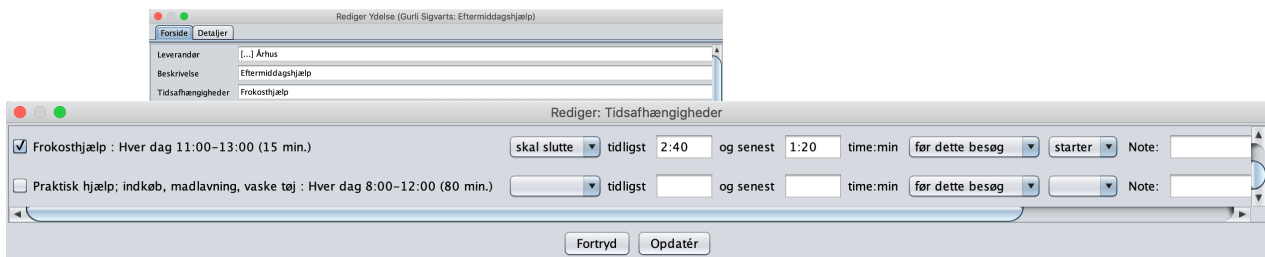 Rediger Ydelse (Gurli Sigvarts: Eftermiddagshjælp)
Forside Detaljer
Leverandør [...] Århus
Beskrivelse Eftermiddagshjælp
Tidsafhængigheder Frokosthjælp
Rediger: Tidsafhængigheder
Frokosthjælp : Hver dag 11:00-13:00 (15 min.) skal slutte tidligst 2:40 og senest 1:20 time:min før dette besøg starter Note:
Praktisk hjælp; indkøb, madlavning, vaske tøj : Hver dag 8:00-12:00 (80 min.) tidligst og senest time:min før dette besøg Note:
Fortryd Opdatér